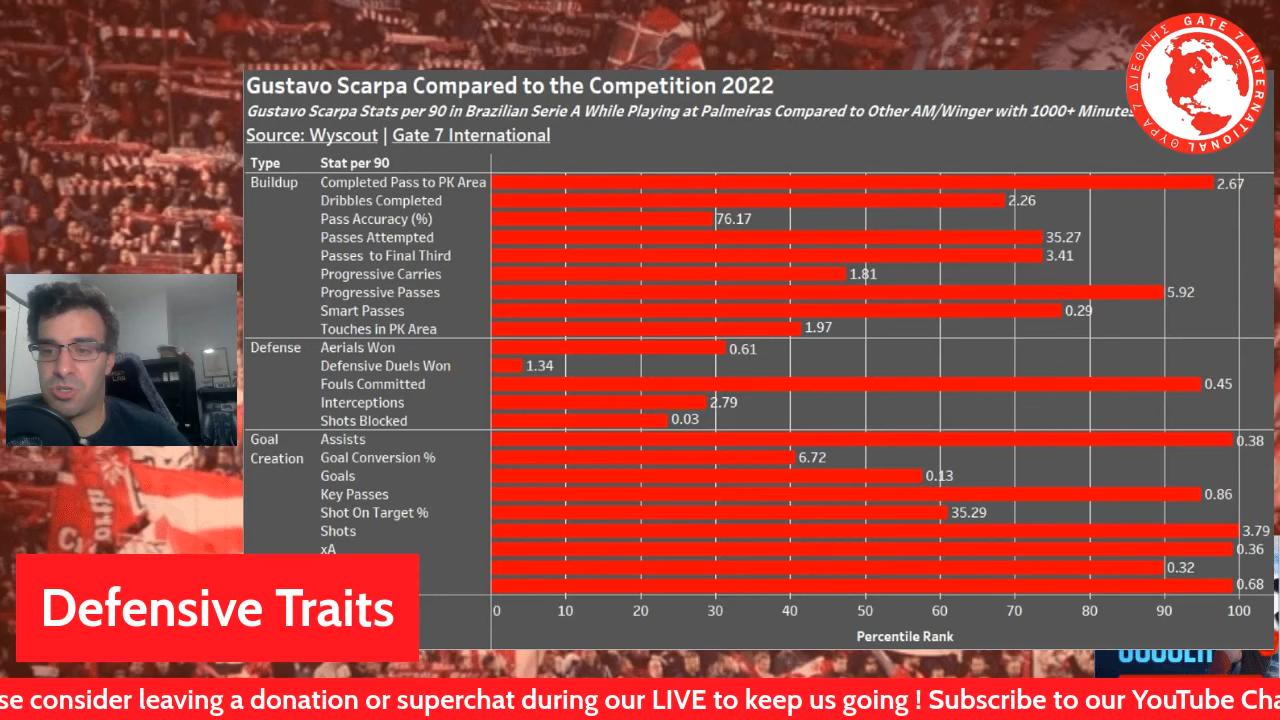 Gustavo Scarpa Compared to the Competition 2022
Gustavo Scarpa Stats per 90 in Brazilian Serie A While Playing at Palmeiras Compared to Other AM/Winger with 1000+ Minutes
Source: Wyscout | Gate 7 International
GATE 7 INTERNATIONAL ΘΥΡΑ 7 ΔΙΕΘΝΗΣ
Type Stat per 90
Buildup Completed Pass to PK Area 2.67
Dribbles Completed 2.26
Pass Accuracy (%) 76.17
Passes Attempted 35.27
Passes to Final Third 3.41
Progressive Carries 1.81
Progressive Passes 5.92
Smart Passes 0.29
Touches in PK Area 1.97
Defense Aerials Won 0.61
Defensive Duels Won 1.34
Fouls Committed 0.45
Interceptions 2.79
Shots Blocked 0.03
Goal Assists 0.38
Creation Goal Conversion % 6.72
Goals 0.13
Key Passes 0.86
Shot On Target % 35.29
Shots 3.79
xA 0.36
0.32
0.68
0 10 20 30 40 50 60 70 80 90 100
Percentile Rank
Defensive Traits
se consider leaving a donation or superchat during our LIVE to keep us going ! Subscribe to our YouTube Cha